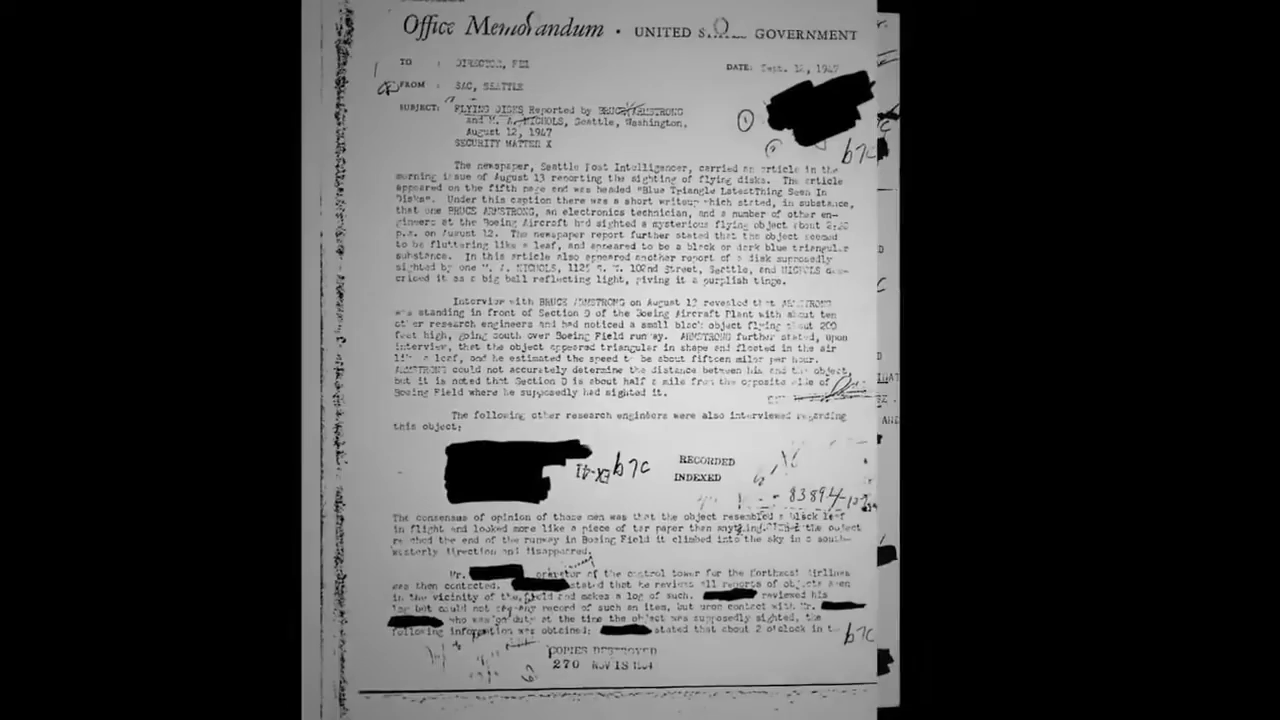 Office Memorandum • UNITED S GOVERNMENT
TO : DIRECTOR, FBI DATE: Sept. 12, 1947
FROM : SAC, SEATTLE
SUBJECT: FLYING DISKS Reported by BRUCE ARMSTRONG
and NICHOLS, Seattle, Washington,
August 12, 1947
SECURITY MATTER X
b7C
The newspaper, Seattle Post Intelligencer, carried an article in the
morning issue of August 13 reporting the sighting of flying disks. The article
appeared on the fifth page and was headed "Blue Triangle LatestThing Seen In
Disks". Under this caption there was a short writeup which stated, in substance,
that one BRUCE ARMSTRONG, an electronics technician, and a number of other en-
gineers at the Boeing Aircraft had sighted a mysterious flying object about
p.m. on August 12. The newspaper report further stated that the object seemed
to be fluttering like a leaf, and appeared to be a black or dark blue triangular
substance. In this article also appeared another report of a disk supposedly
sighted by one NICHOLS, 102nd Street, Seattle, and NICHOLS des-
cribed it as a big ball reflecting light, giving it a purplish tinge.
Interview with BRUCE ARMSTRONG on August revealed that ARMSTRONG
was standing in front of Section D of the Boeing Aircraft Plant with about ten
other research engineers and had noticed a small black object flying about 200
feet high, going south over Boeing Field runway. ARMSTRONG further stated, upon
interview, that the object appeared triangular in shape and floated in the air
like a leaf, and he estimated the speed to be about fifteen miles per hour.
ARMSTRONG could not accurately determine the distance between him and the object,
but it is noted that Section D is about half a mile from the opposite side of
Boeing Field where he supposedly had sighted it.
The following other research engineers were also interviewed regarding
this object:
EX-41 b7C
RECORDED
INDEXED
83894
The consensus of opinion of those men was that the object resembled a black leaf
in flight and looked more like a piece of tar paper than anything. the object
reached the end of the runway in Boeing Field it climbed into the sky in a south-
westerly direction and disappeared.
Mr. operator of the control tower for the Northwest Airlines
was then contacted. stated that he reviews all reports of objects seen
in the vicinity of the field and makes a log of such. reviewed his
log but could not any record of such an item, but upon contact with Mr.
who was on duty at the time the object was supposedly sighted, the
following information was obtained: stated that about 2 o'clock in the
b7C
COPIES DESTROYED
270 NOV 18